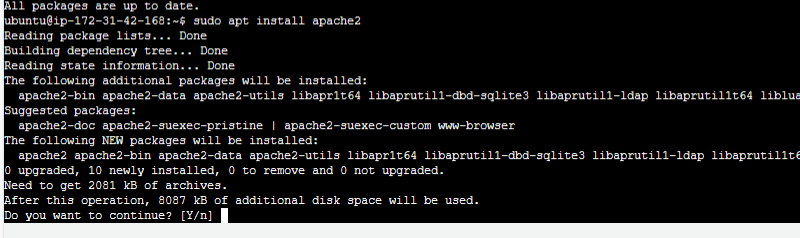 All packages are up to date.
ubuntu@ip-172-31-42-168:~$ sudo apt install apache2
Reading package lists... Done
Building dependency tree... Done
Reading state information... Done
The following additional packages will be installed:
  apache2-bin apache2-data apache2-utils libapr1t64 libaprutil1-dbd-sqlite3 libaprutil1-ldap libaprutil1t64 liblua
Suggested packages:
  apache2-doc apache2-suexec-pristine | apache2-suexec-custom www-browser
The following NEW packages will be installed:
  apache2 apache2-bin apache2-data apache2-utils libapr1t64 libaprutil1-dbd-sqlite3 libaprutil1-ldap libaprutil1t6
0 upgraded, 10 newly installed, 0 to remove and 0 not upgraded.
Need to get 2081 kB of archives.
After this operation, 8087 kB of additional disk space will be used.
Do you want to continue? [Y/n]